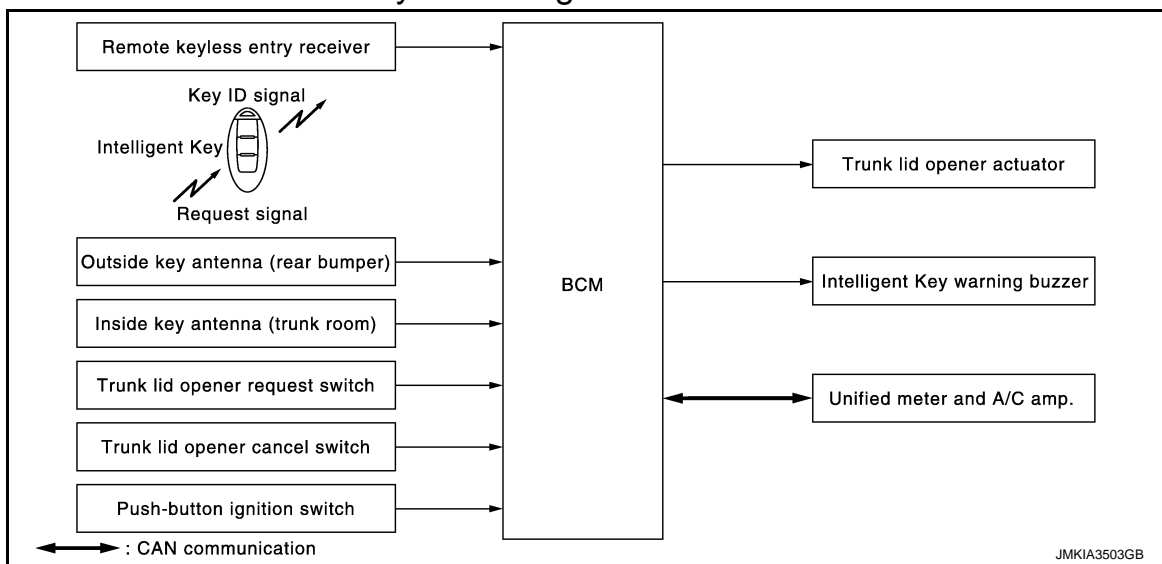 Remote keyless entry receiver
Key ID signal
Intelligent Key
Request signal
Outside key antenna (rear bumper)
Inside key antenna (trunk room)
Trunk lid opener request switch
Trunk lid opener cancel switch
Push-button ignition switch
BCM
Trunk lid opener actuator
Intelligent Key warning buzzer
Unified meter and A/C amp.
: CAN communication
JMKIA3503GB